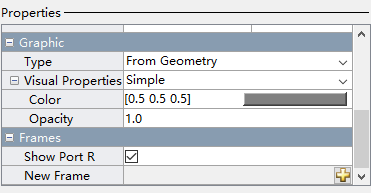 Properties
Graphic
Type From Geometry
Visual Properties Simple
Color [0.5 0.5 0.5]
Opacity 1.0
Frames
Show Port R
New Frame